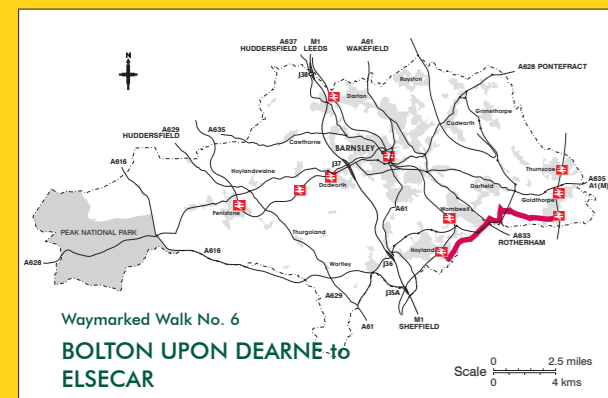 A637
HUDDERSFIELD
M1
LEEDS
A61
WAKEFIELD
N
J38
Royston
A628 PONTEFRACT
Darton
Grimethorpe
A629
HUDDERSFIELD
A635
Cudworth
Cawthorne
BARNSLEY
A616
J37
Thurnscoe
Hoylandswaine
Dodworth
Darfield
A635
A1(M)
Goldthorpe
Penistone
A61
Wombwell
PEAK NATIONAL PARK
Thurgoland
A633
ROTHERHAM
Hoyland
A628
A616
Wortley
J36
A629
J35A
M1
SHEFFIELD
A61
Waymarked Walk No. 6
BOLTON UPON DEARNE to
ELSECAR
Scale
0 2.5 miles
0 4 kms